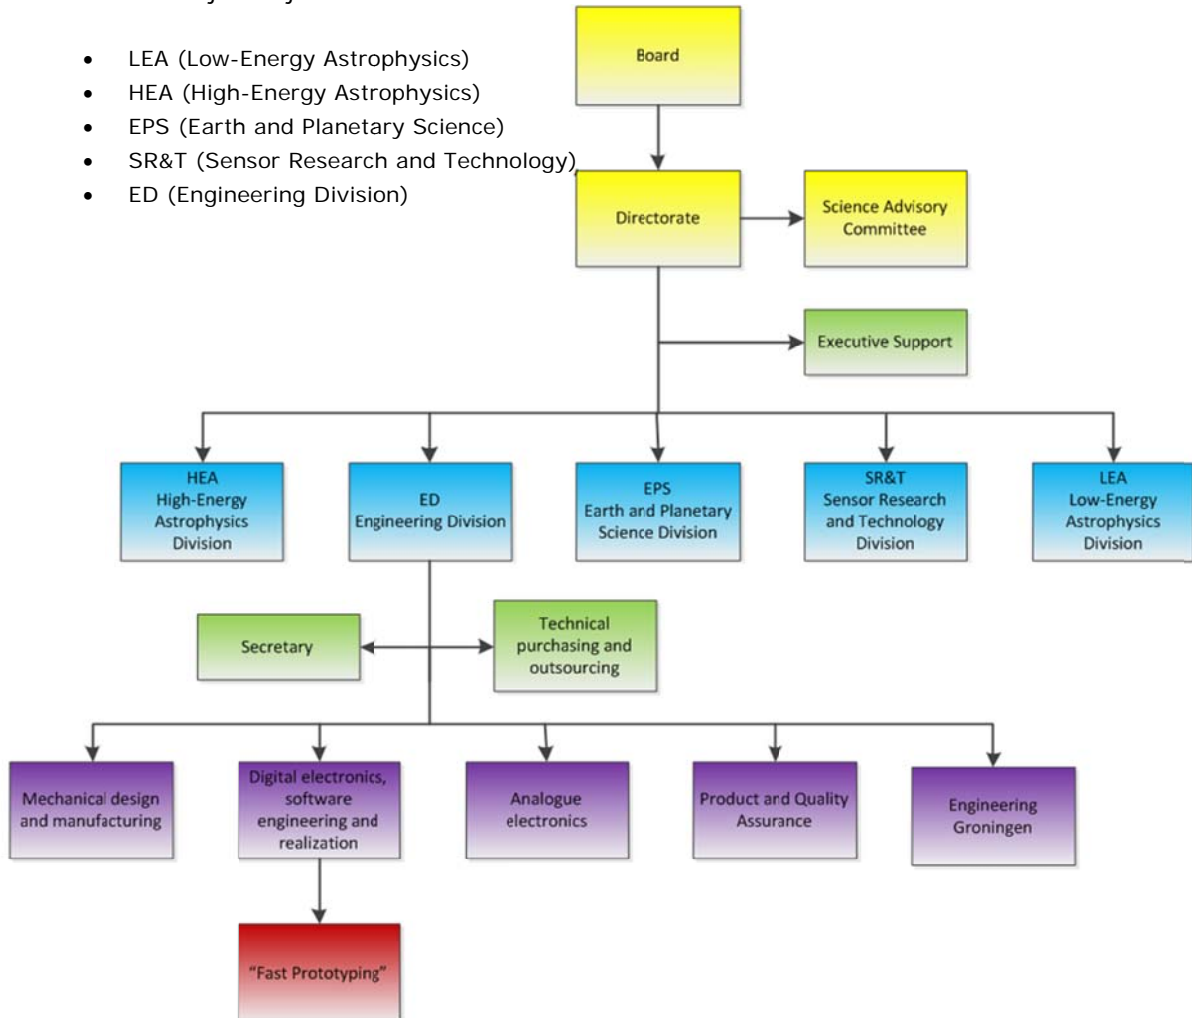 • LEA (Low-Energy Astrophysics)
• HEA (High-Energy Astrophysics)
• EPS (Earth and Planetary Science)
• SR&T (Sensor Research and Technology)
• ED (Engineering Division)
Board
Directorate
Science Advisory
Committee
Executive Support
HEA
High-Energy
Astrophysics
Division
ED
Engineering Division
EPS
Earth and Planetary
Science Division
SR&T
Sensor Research
and Technology
Division
LEA
Low-Energy
Astrophysics
Division
Secretary
Technical
purchasing and
outsourcing
Mechanical design
and manufacturing
Digital electronics,
software
engineering and
realization
Analogue
electronics
Product and Quality
Assurance
Engineering
Groningen
“Fast Prototyping”